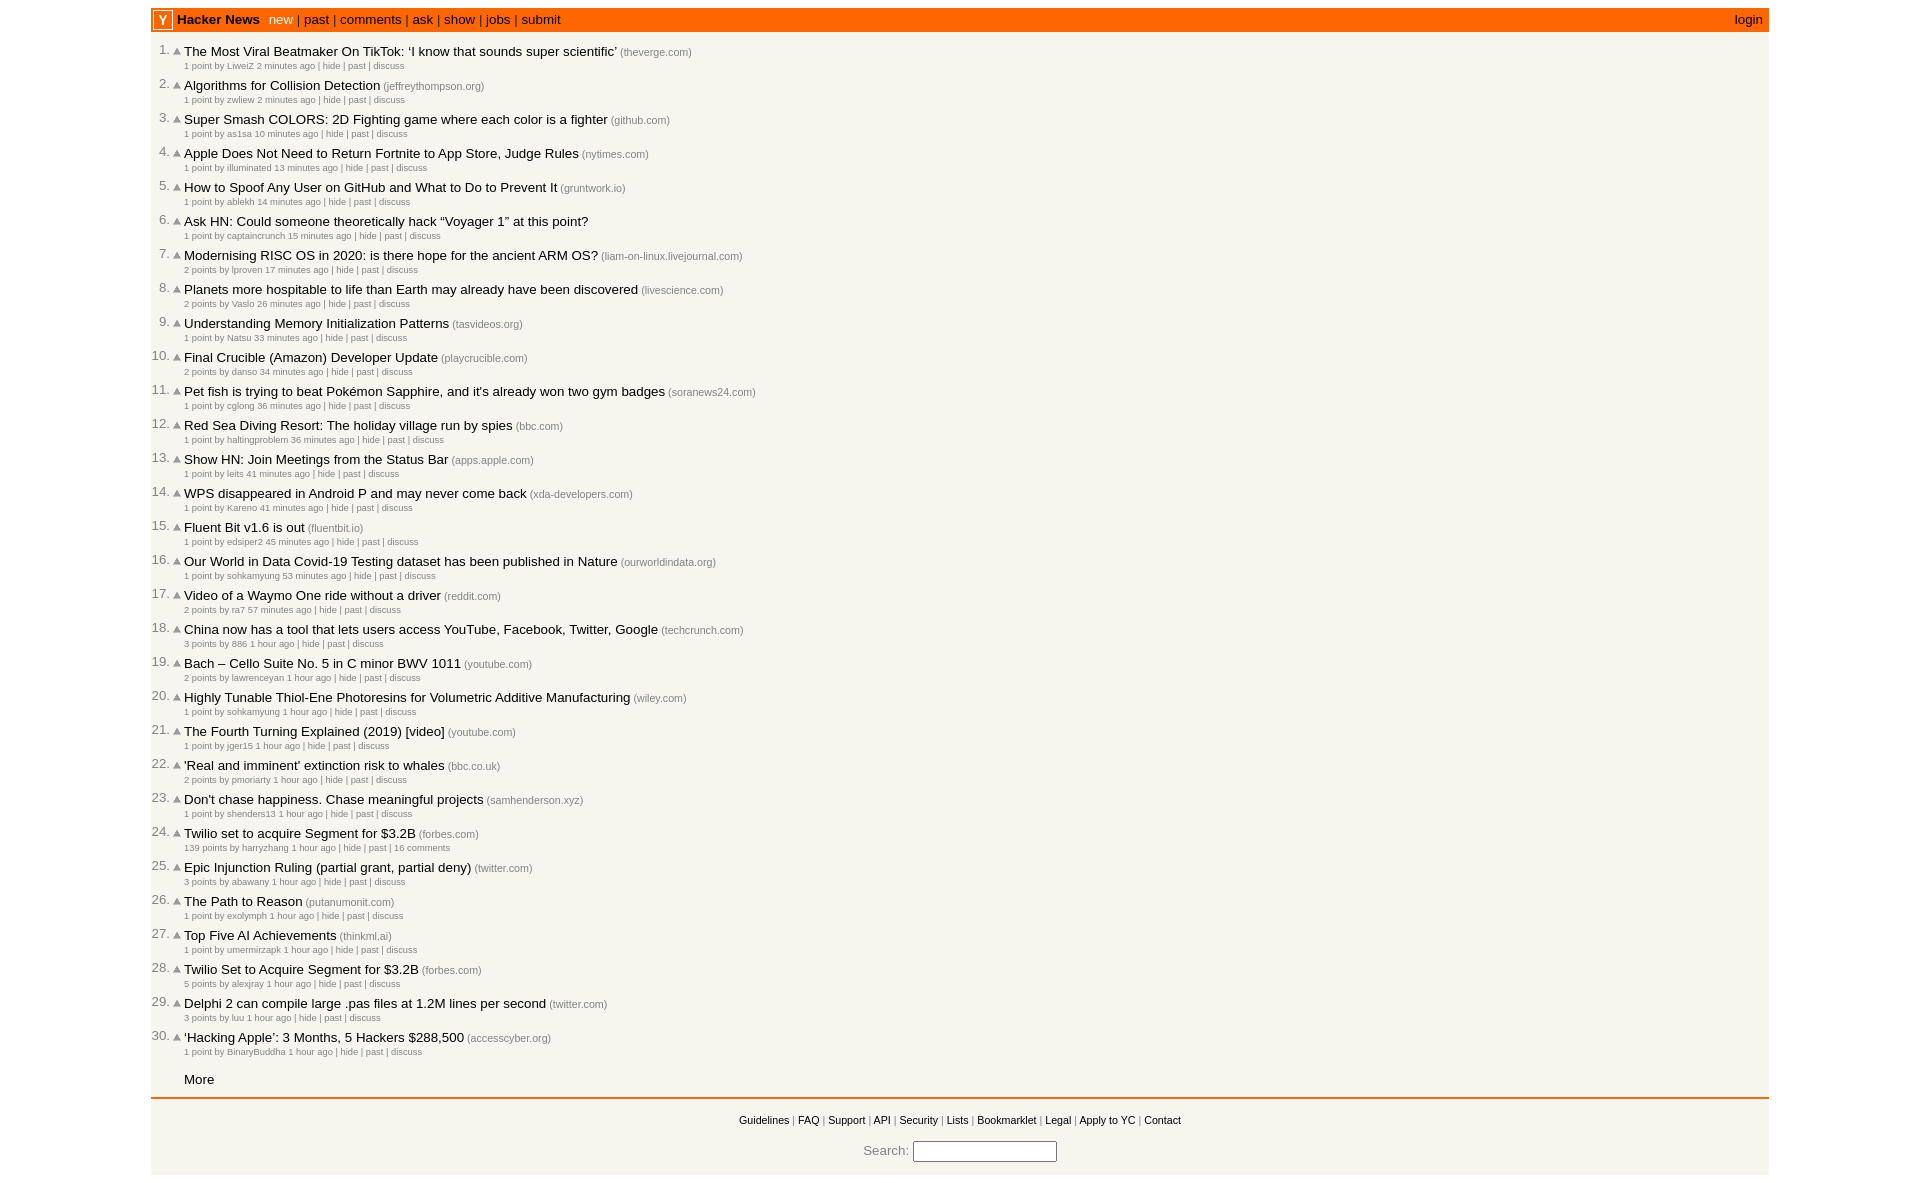 Y Hacker News new | past | comments | ask | show | jobs | submit login
1. The Most Viral Beatmaker On TikTok: ‘I know that sounds super scientific’ (theverge.com)
1 point by LiweiZ 2 minutes ago | hide | past | discuss
2. Algorithms for Collision Detection (jeffreythompson.org)
1 point by zwliew 2 minutes ago | hide | past | discuss
3. Super Smash COLORS: 2D Fighting game where each color is a fighter (github.com)
1 point by as1sa 10 minutes ago | hide | past | discuss
4. Apple Does Not Need to Return Fortnite to App Store, Judge Rules (nytimes.com)
1 point by illuminated 13 minutes ago | hide | past | discuss
5. How to Spoof Any User on GitHub and What to Do to Prevent It (gruntwork.io)
1 point by ablekh 14 minutes ago | hide | past | discuss
6. Ask HN: Could someone theoretically hack “Voyager 1” at this point?
1 point by captaincrunch 15 minutes ago | hide | past | discuss
7. Modernising RISC OS in 2020: is there hope for the ancient ARM OS? (liam-on-linux.livejournal.com)
2 points by lproven 17 minutes ago | hide | past | discuss
8. Planets more hospitable to life than Earth may already have been discovered (livescience.com)
2 points by Vaslo 26 minutes ago | hide | past | discuss
9. Understanding Memory Initialization Patterns (tasvideos.org)
1 point by Natsu 33 minutes ago | hide | past | discuss
10. Final Crucible (Amazon) Developer Update (playcrucible.com)
2 points by danso 34 minutes ago | hide | past | discuss
11. Pet fish is trying to beat Pokémon Sapphire, and it's already won two gym badges (soranews24.com)
1 point by cglong 36 minutes ago | hide | past | discuss
12. Red Sea Diving Resort: The holiday village run by spies (bbc.com)
1 point by haltingproblem 36 minutes ago | hide | past | discuss
13. Show HN: Join Meetings from the Status Bar (apps.apple.com)
1 point by leits 41 minutes ago | hide | past | discuss
14. WPS disappeared in Android P and may never come back (xda-developers.com)
1 point by Kareno 41 minutes ago | hide | past | discuss
15. Fluent Bit v1.6 is out (fluentbit.io)
1 point by edsiper2 45 minutes ago | hide | past | discuss
16. Our World in Data Covid-19 Testing dataset has been published in Nature (ourworldindata.org)
1 point by sohkamyung 53 minutes ago | hide | past | discuss
17. Video of a Waymo One ride without a driver (reddit.com)
2 points by ra7 57 minutes ago | hide | past | discuss
18. China now has a tool that lets users access YouTube, Facebook, Twitter, Google (techcrunch.com)
3 points by 886 1 hour ago | hide | past | discuss
19. Bach – Cello Suite No. 5 in C minor BWV 1011 (youtube.com)
2 points by lawrenceyan 1 hour ago | hide | past | discuss
20. Highly Tunable Thiol-Ene Photoresins for Volumetric Additive Manufacturing (wiley.com)
1 point by sohkamyung 1 hour ago | hide | past | discuss
21. The Fourth Turning Explained (2019) [video] (youtube.com)
1 point by jger15 1 hour ago | hide | past | discuss
22. 'Real and imminent' extinction risk to whales (bbc.co.uk)
2 points by pmoriarty 1 hour ago | hide | past | discuss
23. Don't chase happiness. Chase meaningful projects (samhenderson.xyz)
1 point by shenders13 1 hour ago | hide | past | discuss
24. Twilio set to acquire Segment for $3.2B (forbes.com)
139 points by harryzhang 1 hour ago | hide | past | 16 comments
25. Epic Injunction Ruling (partial grant, partial deny) (twitter.com)
3 points by abawany 1 hour ago | hide | past | discuss
26. The Path to Reason (putanumonit.com)
1 point by exolymph 1 hour ago | hide | past | discuss
27. Top Five AI Achievements (thinkml.ai)
1 point by umermirzapk 1 hour ago | hide | past | discuss
28. Twilio Set to Acquire Segment for $3.2B (forbes.com)
5 points by alexjray 1 hour ago | hide | past | discuss
29. Delphi 2 can compile large .pas files at 1.2M lines per second (twitter.com)
3 points by luu 1 hour ago | hide | past | discuss
30. ‘Hacking Apple’: 3 Months, 5 Hackers $288,500 (accesscyber.org)
1 point by BinaryBuddha 1 hour ago | hide | past | discuss
More
Guidelines | FAQ | Support | API | Security | Lists | Bookmarklet | Legal | Apply to YC | Contact
Search: